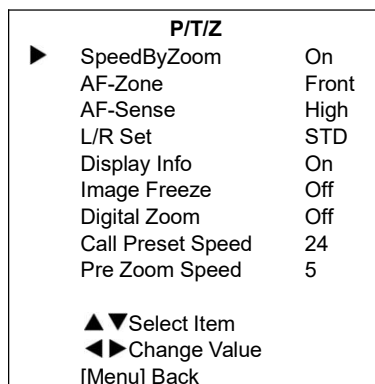 P/T/Z
▶ SpeedByZoom On
AF-Zone Front
AF-Sense High
L/R Set STD
Display Info On
Image Freeze Off
Digital Zoom Off
Call Preset Speed 24
Pre Zoom Speed 5
▲▼Select Item
◀▶Change Value
[Menu] Back